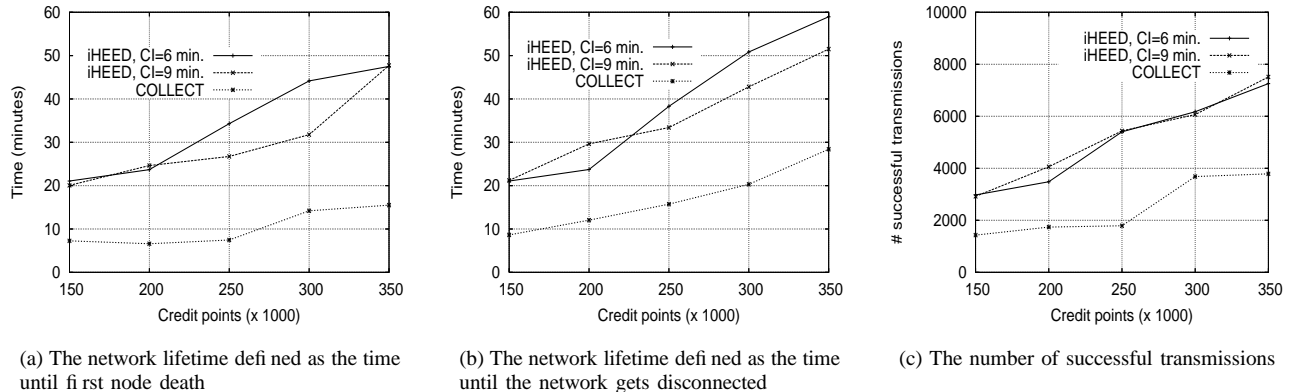 60
50
40
30
20
10
0
150 200 250 300 350
Time (minutes)
Credit points (x 1000)
iHEED, CI=6 min.
iHEED, CI=9 min.
COLLECT
(a) The network lifetime defined as the time
until first node death
60
50
40
30
20
10
0
150 200 250 300 350
Time (minutes)
Credit points (x 1000)
iHEED, CI=6 min.
iHEED, CI=9 min.
COLLECT
(b) The network lifetime defined as the time
until the network gets disconnected
10000
8000
6000
4000
2000
0
150 200 250 300 350
# successful transmissions
Credit points (x 1000)
iHEED, CI=6 min.
iHEED, CI=9 min.
COLLECT
(c) The number of successful transmissions